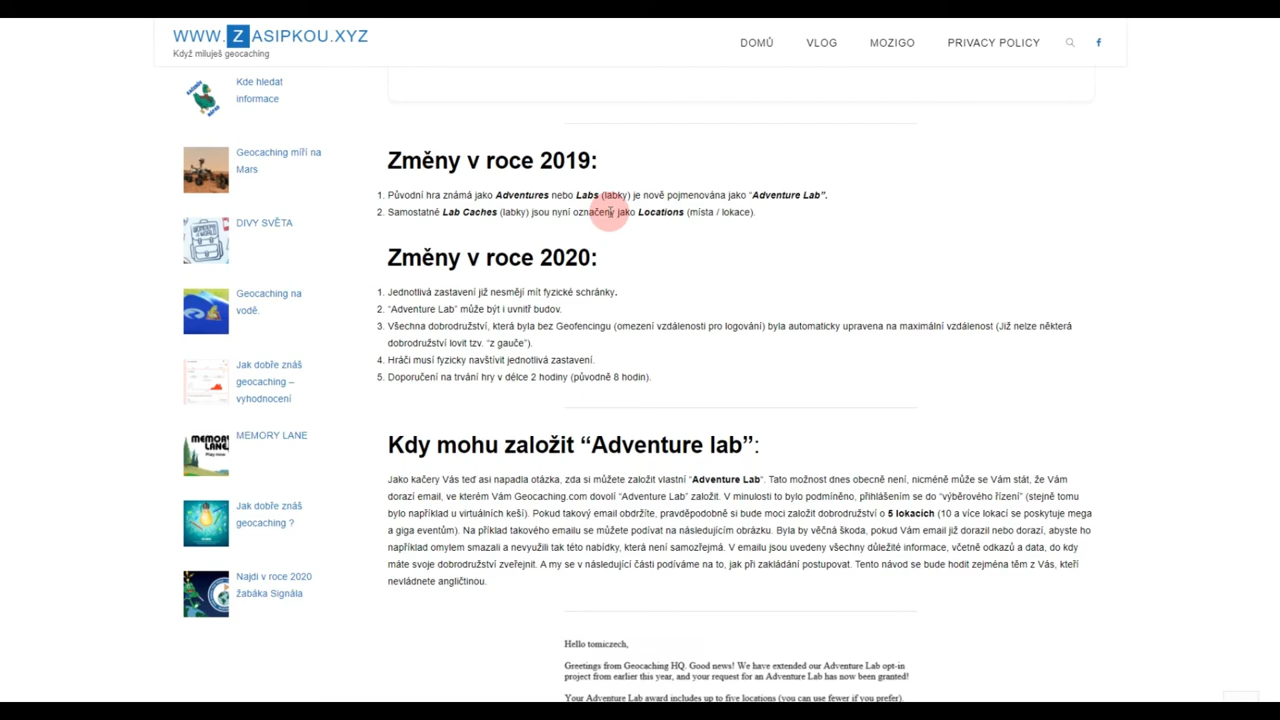 WWW.ZASIPKOU.XYZ
Když miluješ geocaching
DOMŮ
VLOG
MOZIGO
PRIVACY POLICY
Kde hledat
informace
Geocaching míří na
Mars
DIVY SVĚTA
Geocaching na
vodě.
Jak dobře znáš
geocaching –
vyhodnocení
MEMORY LANE
Jak dobře znáš
geocaching ?
Najdi v roce 2020
žabáka Signála
Změny v roce 2019:
1. Původní hra známá jako Adventures nebo Labs (labky) je nově pojmenována jako “Adventure Lab”.
2. Samostatné Lab Caches (labky) jsou nyní označeny jako Locations (místa / lokace).
Změny v roce 2020:
1. Jednotlivá zastavení již nesmějí mít fyzické schránky.
2. “Adventure Lab” může být i uvnitř budov.
3. Všechna dobrodružství, která byla bez Geofencingu (omezení vzdálenosti pro logování) byla automaticky upravena na maximální vzdálenost (Již nelze některá
dobrodružství lovit tzv. “z gauče”).
4. Hráči musí fyzicky navštívit jednotlivá zastavení.
5. Doporučení na trvání hry v délce 2 hodiny (původně 8 hodin).
Kdy mohu založit “Adventure lab”:
Jako kačery Vás teď asi napadla otázka, zda si můžete založit vlastní “Adventure Lab“. Tato možnost dnes obecně není, nicméně může se Vám stát, že Vám
dorazí email, ve kterém Vám Geocaching.com dovolí “Adventure Lab” založit. V minulosti to bylo podmíněno, přihlášením se do “výběrového řízení” (stejně tomu
bylo například u virtuálních keší). Pokud takový email obdržíte, pravděpodobně si bude moci založit dobrodružství o 5 lokacích (10 a více lokací se poskytuje mega
a giga eventům). Na příklad takového emailu se můžete podívat na následujícím obrázku. Byla by věčná škoda, pokud Vám email již dorazil nebo dorazí, abyste ho
například omylem smazali a nevyužili tak této nabídky, která není samozřejmá. V emailu jsou uvedeny všechny důležité informace, včetně odkazů a data, do kdy
máte svoje dobrodružství zveřejnit. A my se v následující části podíváme na to, jak při zakládání postupovat. Tento návod se bude hodit zejména těm z Vás, kteří
nevládnete angličtinou.
Hello tomiczech,
Greetings from Geocaching HQ. Good news! We have extended our Adventure Lab opt-in
project from earlier this year, and your request for an Adventure Lab has now been granted!
Your Adventure Lab award includes up to five locations (you can use fewer if you prefer).